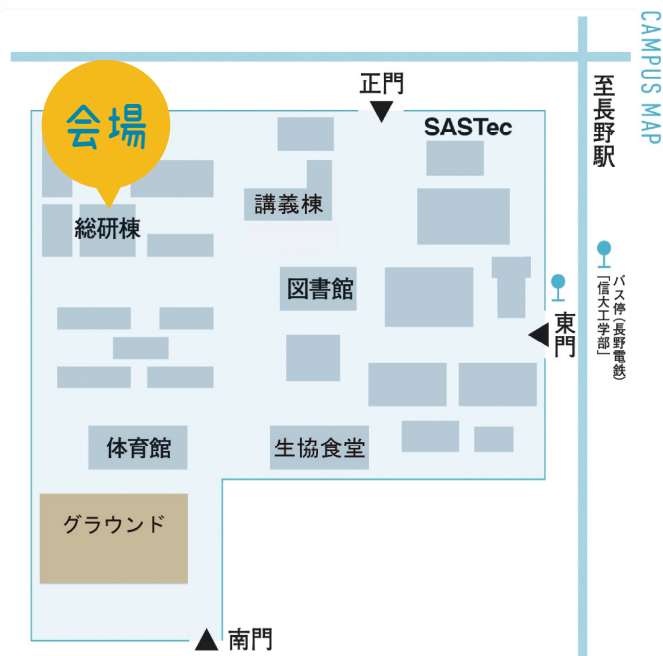 CAMPUS MAP
正門
会場
SASTec
至長野駅
講義棟
総研棟
図書館
バス停（長野電鉄）
「信大工学部」
東門
体育館
生協食堂
グラウンド
南門